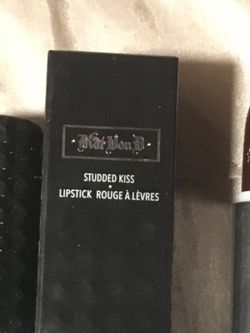 Kat Von D
STUDDED KISS
•
LIPSTICK ROUGE À LÈVRES